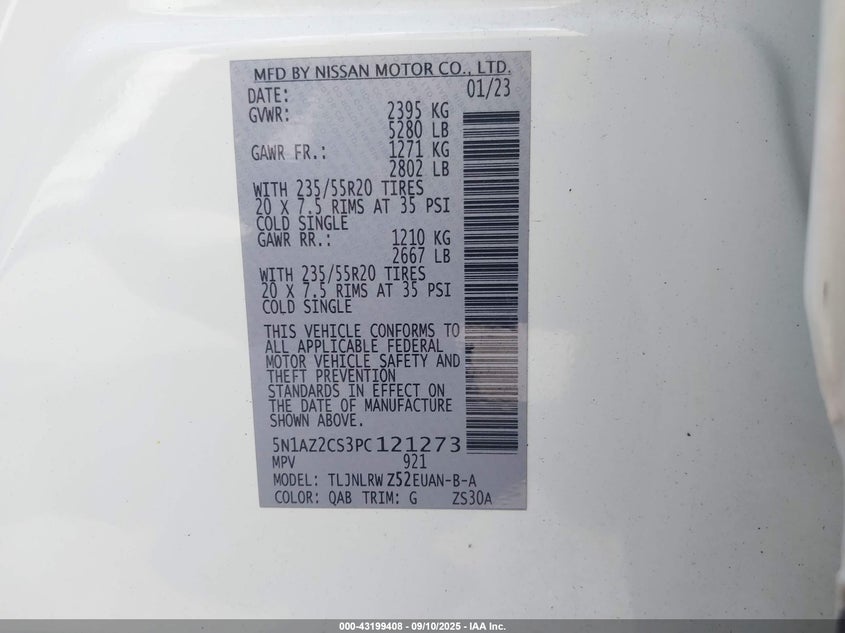 MFD BY NISSAN MOTOR CO., LTD.
DATE: 01/23
GVWR: 2395 KG
5280 LB
GAWR FR.: 1271 KG
2802 LB
WITH 235/55R20 TIRES
20 X 7.5 RIMS AT 35 PSI
COLD SINGLE
GAWR RR.: 1210 KG
2667 LB
WITH 235/55R20 TIRES
20 X 7.5 RIMS AT 35 PSI
COLD SINGLE
THIS VEHICLE CONFORMS TO
ALL APPLICABLE FEDERAL
MOTOR VEHICLE SAFETY AND
THEFT PREVENTION
STANDARDS IN EFFECT ON
THE DATE OF MANUFACTURE
SHOWN ABOVE.
5N1AZ2CS3PC121273
MPV 921
MODEL: TLJNLRW Z52EUAN-B-A
COLOR: QAB TRIM: G ZS30A
000-43199408 - 09/10/2025 - IAA Inc.